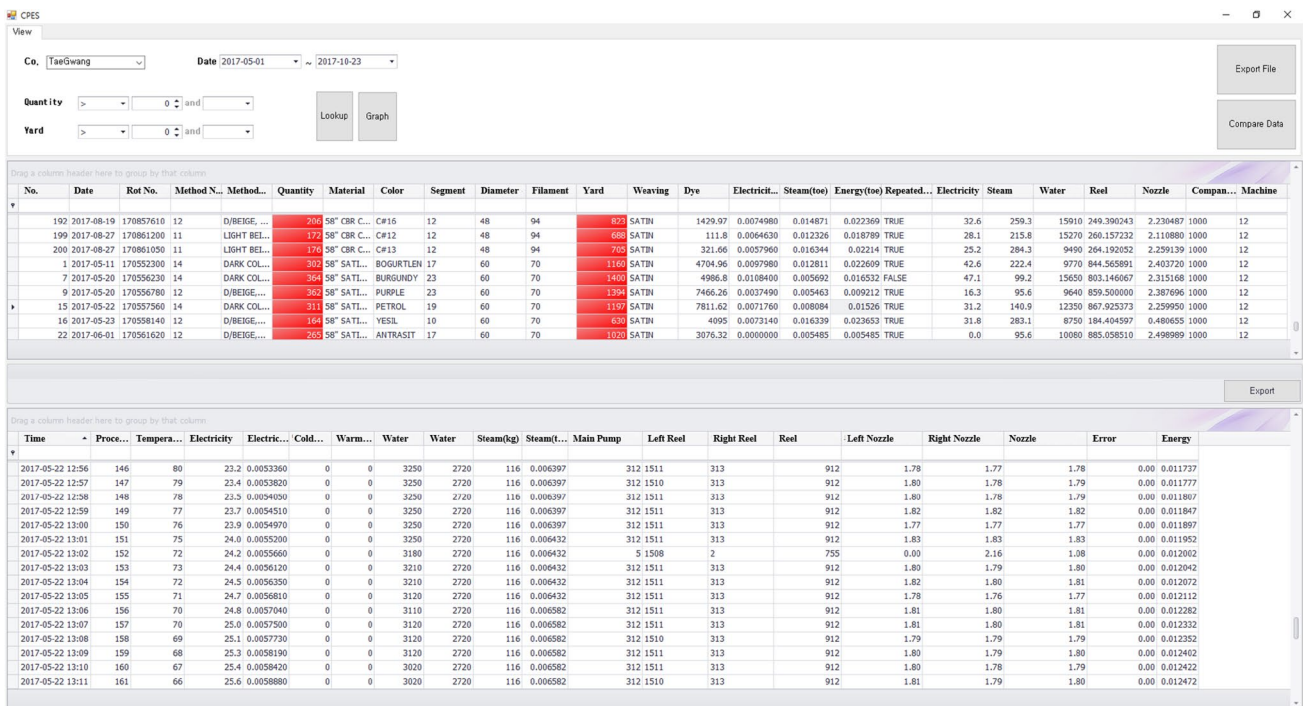 CPES
View
Co. TaeGwang Date 2017-05-01 ~ 2017-10-23 Export File
Quantity > 0 and Lookup Graph
Yard > 0 and Compare Data
Drag a column header here to group by that column
No. Date Rot No. Method N... Method... Quantity Material Color Segment Diameter Filament Yard Weaving Dye Electricit... Steam(toe) Energy(toe) Repeated... Electricity Steam Water Reel Nozzle Compan... Machine
192 2017-08-19 170857610 12 D/BEIGE, ... 206 58" CBR C... C#16 12 48 94 823 SATIN 1429.97 0.0074980 0.014871 0.022369 TRUE 32.6 259.3 15910 249.390243 2.230487 1000 12
199 2017-08-27 170861200 11 LIGHT BEI... 172 58" CBR C... C#12 12 48 94 688 SATIN 111.8 0.0064630 0.012326 0.018789 TRUE 28.1 215.8 15270 260.157232 2.110880 1000 12
200 2017-08-27 170861050 11 LIGHT BEI... 176 58" CBR C... C#13 12 48 94 705 SATIN 321.66 0.0057960 0.016344 0.02214 TRUE 25.2 284.3 9490 264.192052 2.259139 1000 12
1 2017-05-11 170552300 14 DARK COL... 302 58" SATI... BOGURTLEN 17 60 70 1160 SATIN 4704.96 0.0097980 0.012811 0.022609 TRUE 42.6 222.4 9770 844.565891 2.403720 1000 12
7 2017-05-20 170556230 14 DARK COL... 364 58" SATI... BURGUNDY 23 60 70 1400 SATIN 4986.8 0.0108400 0.005692 0.016532 FALSE 47.1 99.2 15650 803.146067 2.315168 1000 12
9 2017-05-20 170556780 12 D/BEIGE,... 362 58" SATI... PURPLE 23 60 70 1394 SATIN 7466.26 0.0037490 0.005463 0.009212 TRUE 16.3 95.6 9640 859.500000 2.387696 1000 12
15 2017-05-22 170557560 14 DARK COL... 311 58" SATI... PETROL 19 60 70 1197 SATIN 7811.62 0.0071760 0.008084 0.01526 TRUE 31.2 140.9 12350 867.925373 2.259950 1000 12
16 2017-05-23 170558140 12 D/BEIGE,... 164 58" SATI... YESIL 10 60 70 630 SATIN 4095 0.0073140 0.016339 0.023653 TRUE 31.8 283.1 8750 184.404597 0.480655 1000 12
22 2017-06-01 170561620 12 D/BEIGE,... 265 58" SATI... ANTRASIT 17 60 70 1020 SATIN 3076.32 0.0000000 0.005485 0.005485 TRUE 0.0 95.6 10080 885.058510 2.498989 1000 12
Export
Drag a column header here to group by that column
Time Proce... Tempera... Electricity Electric... Cold... Warm... Water Water Steam(kg) Steam(t... Main Pump Left Reel Right Reel Reel Left Nozzle Right Nozzle Nozzle Error Energy
2017-05-22 12:56 146 80 23.2 0.0053360 0 0 3250 2720 116 0.006397 312 1511 313 912 1.78 1.77 1.78 0.00 0.011737
2017-05-22 12:57 147 79 23.4 0.0053820 0 0 3250 2720 116 0.006397 312 1510 313 912 1.80 1.78 1.79 0.00 0.011777
2017-05-22 12:58 148 78 23.5 0.0054050 0 0 3250 2720 116 0.006397 312 1511 313 912 1.80 1.78 1.79 0.00 0.011807
2017-05-22 12:59 149 77 23.7 0.0054510 0 0 3250 2720 116 0.006397 312 1511 313 912 1.82 1.82 1.82 0.00 0.011847
2017-05-22 13:00 150 76 23.9 0.0054970 0 0 3250 2720 116 0.006397 312 1511 313 912 1.77 1.77 1.77 0.00 0.011897
2017-05-22 13:01 151 75 24.0 0.0055200 0 0 3250 2720 116 0.006432 312 1511 313 912 1.83 1.83 1.83 0.00 0.011952
2017-05-22 13:02 152 72 24.2 0.0055660 0 0 3180 2720 116 0.006432 5 1508 2 755 0.00 2.16 1.08 0.00 0.012002
2017-05-22 13:03 153 73 24.4 0.0056120 0 0 3210 2720 116 0.006432 312 1511 313 912 1.82 1.79 1.80 0.00 0.012042
2017-05-22 13:04 154 72 24.5 0.0056350 0 0 3210 2720 116 0.006432 312 1511 313 912 1.82 1.80 1.81 0.00 0.012072
2017-05-22 13:05 155 71 24.7 0.0056810 0 0 3120 2720 116 0.006432 312 1511 313 912 1.78 1.76 1.77 0.00 0.012112
2017-05-22 13:06 156 70 24.8 0.0057040 0 0 3110 2720 116 0.006582 312 1511 313 912 1.81 1.80 1.81 0.00 0.012282
2017-05-22 13:07 157 70 25.0 0.0057500 0 0 3120 2720 116 0.006582 312 1511 313 912 1.81 1.80 1.81 0.00 0.012332
2017-05-22 13:08 158 69 25.1 0.0057730 0 0 3120 2720 116 0.006582 312 1510 313 912 1.79 1.79 1.79 0.00 0.012352
2017-05-22 13:09 159 68 25.3 0.0058190 0 0 3120 2720 116 0.006582 312 1511 313 912 1.80 1.79 1.80 0.00 0.012402
2017-05-22 13:10 160 67 25.4 0.0058420 0 0 3020 2720 116 0.006582 312 1511 313 912 1.80 1.78 1.79 0.00 0.012422
2017-05-22 13:11 161 66 25.6 0.0058880 0 0 3020 2720 116 0.006582 312 1510 313 912 1.81 1.79 1.80 0.00 0.012472